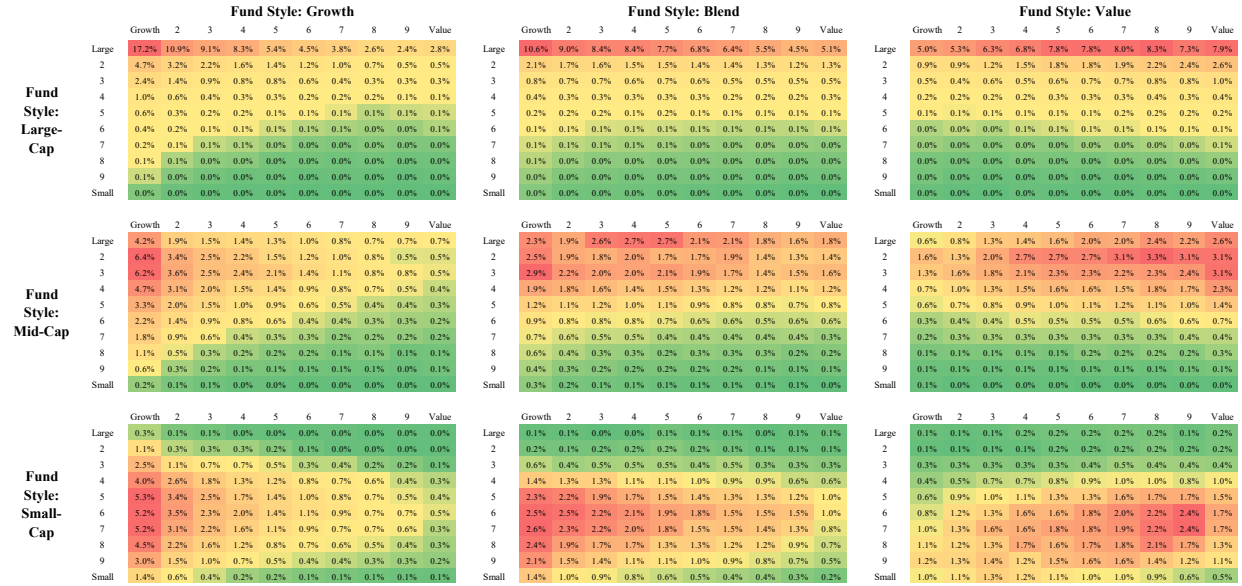 Fund Style: Growth Fund Style: Blend Fund Style: Value
Growth 2 3 4 5 6 7 8 9 Value Growth 2 3 4 5 6 7 8 9 Value Growth 2 3 4 5 6 7 8 9 Value
Fund Style: Large-Cap
Large 17.2% 10.9% 9.1% 8.3% 5.4% 4.5% 3.8% 2.6% 2.4% 2.8% Large 10.6% 9.0% 8.4% 8.4% 7.7% 6.8% 6.4% 5.5% 4.5% 5.1% Large 5.0% 5.3% 6.3% 6.8% 7.8% 7.8% 8.0% 8.3% 7.3% 7.9%
2 4.7% 3.2% 2.2% 1.6% 1.4% 1.2% 1.0% 0.7% 0.5% 0.5% 2 2.1% 1.7% 1.6% 1.5% 1.5% 1.4% 1.3% 1.2% 1.2% 1.3% 2 0.9% 0.9% 1.2% 1.5% 1.8% 1.8% 1.9% 2.2% 2.4% 2.6%
3 2.4% 1.4% 0.9% 0.8% 0.8% 0.6% 0.4% 0.3% 0.3% 0.3% 3 0.8% 0.7% 0.7% 0.6% 0.7% 0.6% 0.5% 0.5% 0.5% 0.5% 3 0.5% 0.4% 0.6% 0.5% 0.6% 0.7% 0.7% 0.8% 0.8% 1.0%
4 1.0% 0.6% 0.4% 0.3% 0.3% 0.2% 0.2% 0.2% 0.1% 0.1% 4 0.4% 0.3% 0.3% 0.3% 0.3% 0.3% 0.2% 0.2% 0.2% 0.3% 4 0.2% 0.2% 0.2% 0.3% 0.3% 0.3% 0.3% 0.4% 0.3% 0.4%
5 0.6% 0.3% 0.2% 0.2% 0.1% 0.1% 0.1% 0.1% 0.1% 0.1% 5 0.2% 0.2% 0.2% 0.1% 0.2% 0.1% 0.1% 0.1% 0.1% 0.2% 5 0.1% 0.1% 0.1% 0.1% 0.1% 0.1% 0.2% 0.2% 0.2% 0.2%
6 0.4% 0.2% 0.1% 0.1% 0.1% 0.1% 0.1% 0.0% 0.0% 0.1% 6 0.1% 0.1% 0.1% 0.1% 0.1% 0.1% 0.1% 0.1% 0.1% 0.1% 6 0.0% 0.0% 0.0% 0.1% 0.1% 0.1% 0.1% 0.1% 0.1% 0.1%
7 0.2% 0.1% 0.1% 0.1% 0.0% 0.0% 0.0% 0.0% 0.0% 0.0% 7 0.1% 0.1% 0.1% 0.0% 0.0% 0.0% 0.0% 0.0% 0.0% 0.0% 7 0.0% 0.0% 0.0% 0.0% 0.0% 0.0% 0.0% 0.0% 0.0% 0.1%
8 0.1% 0.1% 0.0% 0.0% 0.0% 0.0% 0.0% 0.0% 0.0% 0.0% 8 0.1% 0.0% 0.0% 0.0% 0.0% 0.0% 0.0% 0.0% 0.0% 0.0% 8 0.0% 0.0% 0.0% 0.0% 0.0% 0.0% 0.0% 0.0% 0.0% 0.0%
9 0.1% 0.0% 0.0% 0.0% 0.0% 0.0% 0.0% 0.0% 0.0% 0.0% 9 0.0% 0.0% 0.0% 0.0% 0.0% 0.0% 0.0% 0.0% 0.0% 0.0% 9 0.0% 0.0% 0.0% 0.0% 0.0% 0.0% 0.0% 0.0% 0.0% 0.0%
Small 0.0% 0.0% 0.0% 0.0% 0.0% 0.0% 0.0% 0.0% 0.0% 0.0% Small 0.0% 0.0% 0.0% 0.0% 0.0% 0.0% 0.0% 0.0% 0.0% 0.0% Small 0.0% 0.0% 0.0% 0.0% 0.0% 0.0% 0.0% 0.0% 0.0% 0.0%
Growth 2 3 4 5 6 7 8 9 Value Growth 2 3 4 5 6 7 8 9 Value Growth 2 3 4 5 6 7 8 9 Value
Fund Style: Mid-Cap
Large 4.2% 1.9% 1.5% 1.4% 1.3% 1.0% 0.8% 0.7% 0.7% 0.7% Large 2.3% 1.9% 2.6% 2.7% 2.7% 2.1% 2.1% 1.8% 1.6% 1.8% Large 0.6% 0.8% 1.3% 1.4% 1.6% 2.0% 2.0% 2.4% 2.2% 2.6%
2 6.4% 3.4% 2.5% 2.2% 1.5% 1.2% 1.0% 0.8% 0.5% 0.5% 2 2.5% 1.9% 1.8% 2.0% 1.7% 1.7% 1.9% 1.4% 1.3% 1.4% 2 1.6% 1.3% 2.0% 2.7% 2.7% 2.7% 3.1% 3.3% 3.1% 3.1%
3 6.2% 3.6% 2.5% 2.4% 2.1% 1.4% 1.1% 0.8% 0.8% 0.5% 3 2.9% 2.2% 2.0% 2.0% 2.1% 1.9% 1.7% 1.4% 1.5% 1.6% 3 1.3% 1.6% 1.8% 2.1% 2.3% 2.2% 2.3% 2.3% 2.4% 3.1%
4 4.7% 3.1% 2.0% 1.5% 1.4% 0.9% 0.8% 0.7% 0.5% 0.4% 4 1.9% 1.8% 1.6% 1.4% 1.5% 1.3% 1.2% 1.2% 1.1% 1.2% 4 0.7% 1.0% 1.3% 1.5% 1.6% 1.6% 1.5% 1.8% 1.7% 2.3%
5 3.3% 2.0% 1.5% 1.0% 0.9% 0.6% 0.5% 0.4% 0.4% 0.3% 5 1.2% 1.1% 1.2% 1.0% 1.1% 0.9% 0.8% 0.8% 0.7% 0.8% 5 0.6% 0.7% 0.8% 0.9% 1.0% 1.1% 1.2% 1.1% 1.0% 1.4%
6 2.2% 1.4% 0.9% 0.8% 0.6% 0.4% 0.4% 0.3% 0.3% 0.2% 6 0.9% 0.8% 0.8% 0.8% 0.7% 0.6% 0.6% 0.5% 0.6% 0.6% 6 0.3% 0.4% 0.4% 0.5% 0.5% 0.5% 0.5% 0.6% 0.6% 0.7%
7 1.8% 0.9% 0.6% 0.4% 0.3% 0.3% 0.2% 0.2% 0.2% 0.2% 7 0.7% 0.6% 0.5% 0.5% 0.4% 0.4% 0.4% 0.4% 0.3% 0.4% 7 0.2% 0.3% 0.3% 0.3% 0.3% 0.3% 0.3% 0.3% 0.4% 0.4%
8 1.1% 0.5% 0.3% 0.2% 0.2% 0.2% 0.1% 0.1% 0.1% 0.1% 8 0.6% 0.4% 0.3% 0.3% 0.2% 0.3% 0.3% 0.3% 0.2% 0.2% 8 0.1% 0.1% 0.1% 0.1% 0.1% 0.2% 0.2% 0.2% 0.2% 0.3%
9 0.6% 0.3% 0.2% 0.1% 0.1% 0.1% 0.1% 0.1% 0.0% 0.1% 9 0.4% 0.3% 0.2% 0.2% 0.2% 0.2% 0.2% 0.1% 0.1% 0.2% 9 0.1% 0.1% 0.1% 0.1% 0.1% 0.1% 0.1% 0.1% 0.1% 0.1%
Small 0.2% 0.1% 0.1% 0.0% 0.0% 0.0% 0.0% 0.0% 0.0% 0.0% Small 0.3% 0.2% 0.1% 0.1% 0.1% 0.1% 0.1% 0.1% 0.1% 0.0% Small 0.1% 0.0% 0.0% 0.0% 0.0% 0.0% 0.0% 0.0% 0.0% 0.0%
Growth 2 3 4 5 6 7 8 9 Value Growth 2 3 4 5 6 7 8 9 Value Growth 2 3 4 5 6 7 8 9 Value
Fund Style: Small-Cap
Large 0.3% 0.1% 0.1% 0.0% 0.0% 0.0% 0.0% 0.0% 0.0% 0.0% Large 0.1% 0.1% 0.0% 0.0% 0.1% 0.1% 0.1% 0.0% 0.1% 0.1% Large 0.1% 0.1% 0.1% 0.2% 0.2% 0.2% 0.2% 0.2% 0.1% 0.2%
2 1.1% 0.3% 0.3% 0.3% 0.2% 0.1% 0.1% 0.0% 0.0% 0.0% 2 0.2% 0.1% 0.2% 0.2% 0.2% 0.1% 0.2% 0.1% 0.1% 0.1% 2 0.1% 0.1% 0.1% 0.2% 0.2% 0.2% 0.2% 0.2% 0.2% 0.3%
3 2.5% 1.1% 0.7% 0.7% 0.5% 0.3% 0.4% 0.2% 0.2% 0.1% 3 0.6% 0.4% 0.5% 0.5% 0.5% 0.4% 0.5% 0.3% 0.3% 0.3% 3 0.3% 0.3% 0.3% 0.3% 0.4% 0.3% 0.5% 0.4% 0.4% 0.4%
4 4.0% 2.6% 1.8% 1.3% 1.2% 0.8% 0.7% 0.6% 0.4% 0.3% 4 1.4% 1.3% 1.3% 1.1% 1.1% 1.0% 0.9% 0.9% 0.6% 0.6% 4 0.4% 0.5% 0.7% 0.7% 0.8% 0.9% 1.0% 1.0% 0.8% 1.0%
5 5.3% 3.4% 2.5% 1.7% 1.4% 1.0% 0.8% 0.7% 0.5% 0.4% 5 2.3% 2.2% 1.9% 1.7% 1.5% 1.4% 1.3% 1.3% 1.2% 1.0% 5 0.6% 0.9% 1.0% 1.1% 1.3% 1.3% 1.6% 1.7% 1.7% 1.5%
6 5.2% 3.5% 2.3% 2.0% 1.4% 1.1% 0.9% 0.9% 0.7% 0.5% 6 2.5% 2.5% 2.2% 2.1% 1.9% 1.8% 1.5% 1.5% 1.5% 1.0% 6 0.8% 1.2% 1.3% 1.6% 1.6% 1.8% 2.0% 2.2% 2.2% 1.7%
7 5.2% 3.1% 2.2% 1.6% 1.1% 0.9% 0.7% 0.7% 0.6% 0.3% 7 2.6% 2.3% 2.2% 2.0% 1.8% 1.5% 1.5% 1.4% 1.3% 0.8% 7 1.0% 1.3% 1.6% 1.6% 1.8% 1.8% 1.9% 2.2% 2.4% 1.7%
8 4.5% 2.2% 1.6% 1.2% 0.8% 0.7% 0.6% 0.5% 0.4% 0.3% 8 2.4% 1.9% 1.7% 1.7% 1.3% 1.3% 1.2% 1.2% 0.9% 0.7% 8 1.1% 1.2% 1.3% 1.7% 1.6% 1.7% 1.8% 2.1% 1.7% 1.3%
9 3.0% 1.5% 1.0% 0.7% 0.5% 0.4% 0.4% 0.3% 0.3% 0.2% 9 2.1% 1.5% 1.4% 1.3% 1.0% 0.9% 0.8% 0.8% 0.7% 0.5% 9 1.2% 1.3% 1.4% 1.2% 1.5% 1.6% 1.5% 1.4% 1.2% 1.1%
Small 1.4% 0.6% 0.4% 0.2% 0.2% 0.1% 0.1% 0.1% 0.1% 0.1% Small 1.4% 1.0% 0.9% 0.8% 0.6% 0.5% 0.4% 0.4% 0.3% 0.2% Small 1.0% 1.1% 1.3% 1.1% 1.2% 1.0% 1.0% 0.9% 0.6% 0.5%